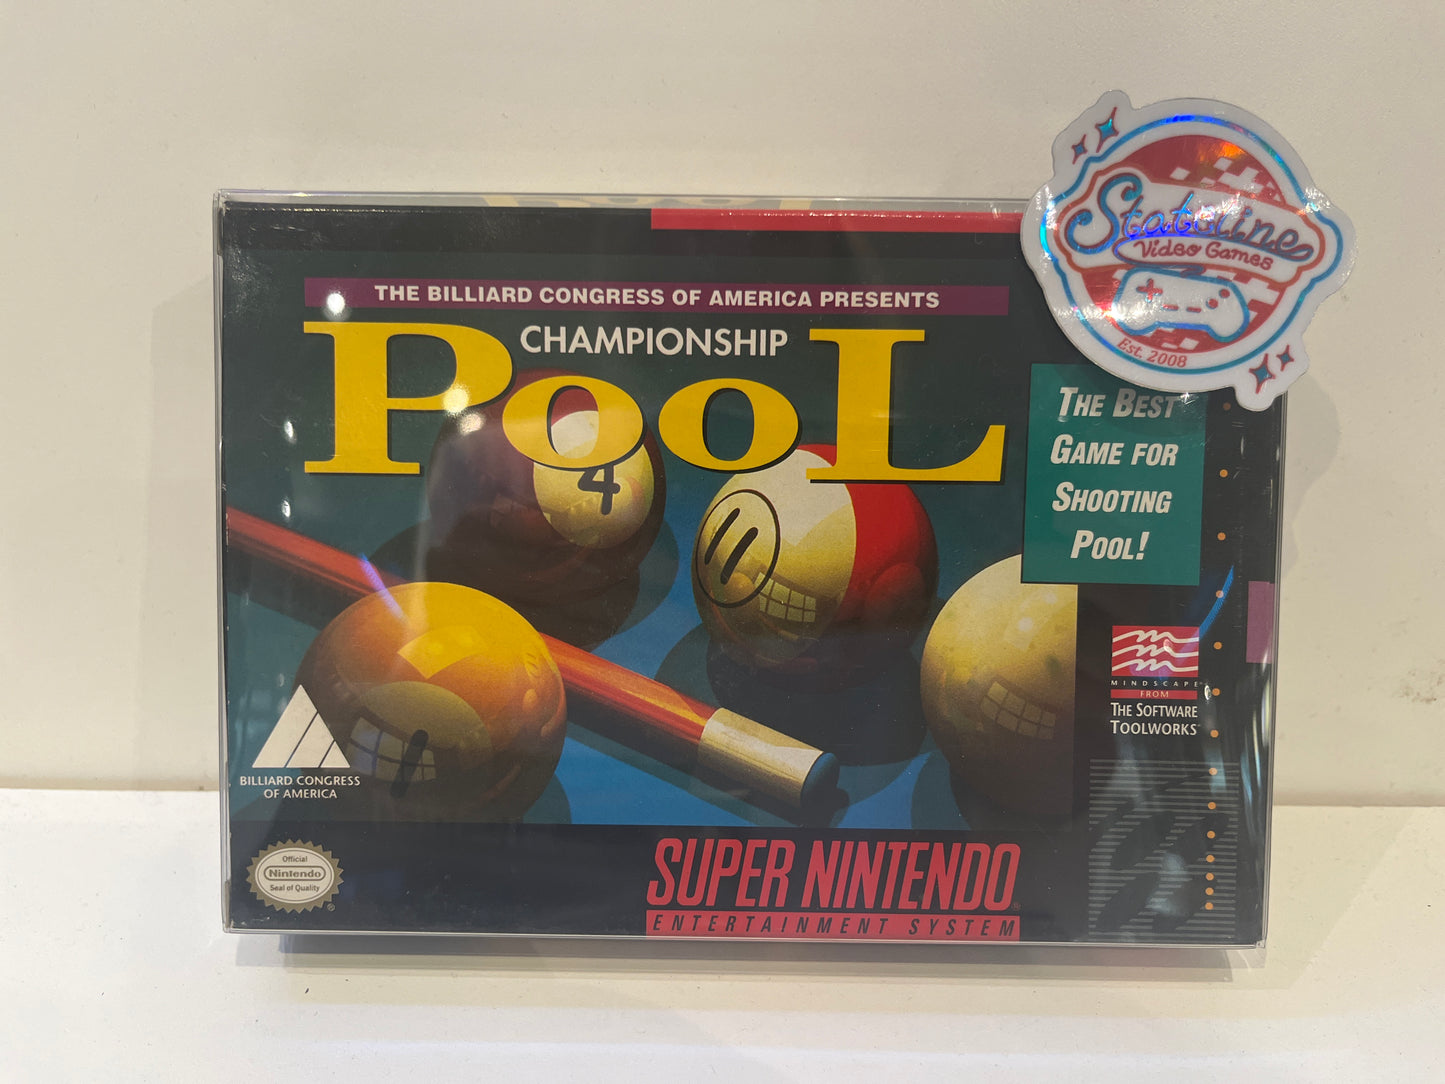 Stateline
Video Games
Est. 2008
THE BILLIARD CONGRESS OF AMERICA PRESENTS
CHAMPIONSHIP
POOL
4
11
1
THE BEST
GAME FOR
SHOOTING
POOL!
MINDSCAPE
FROM
THE SOFTWARE
TOOLWORKS™
BILLIARD CONGRESS
OF AMERICA
Official
Nintendo
Seal of Quality
®
SUPER NINTENDO®
ENTERTAINMENT SYSTEM